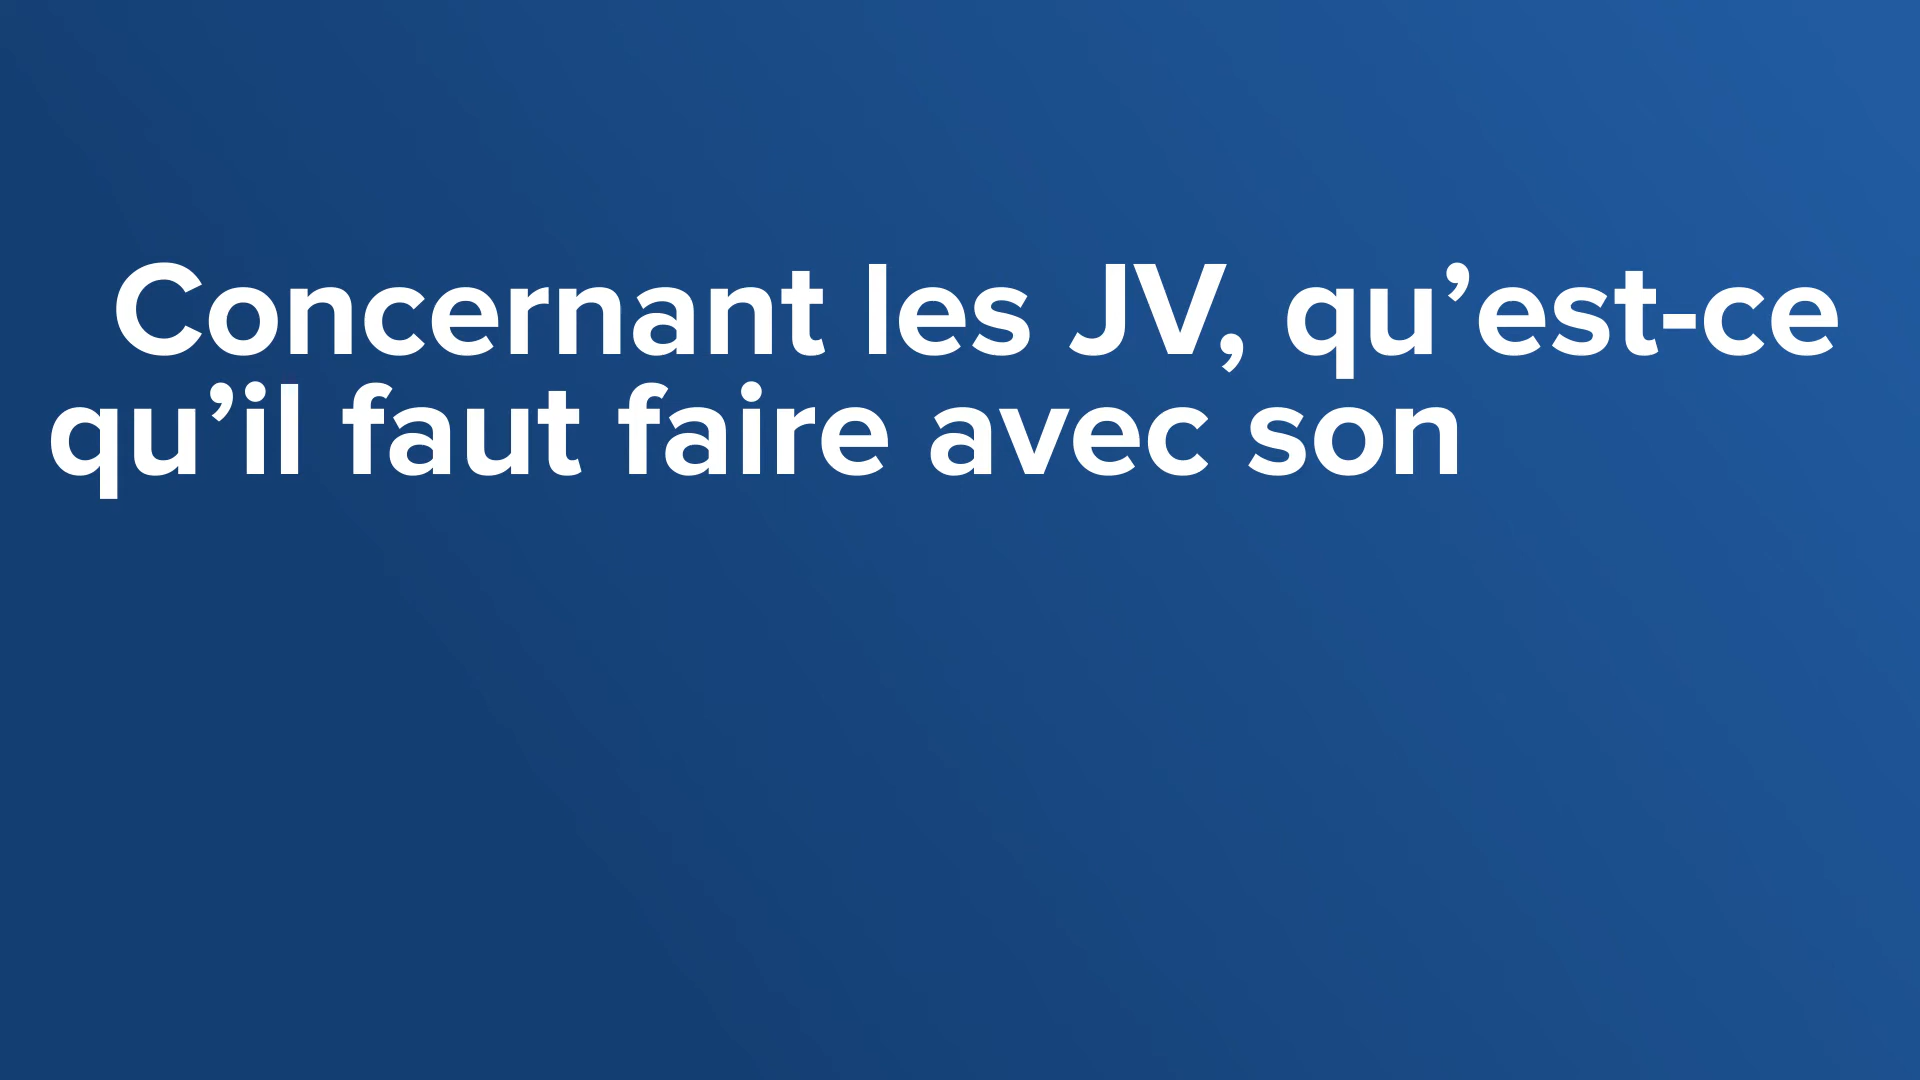 Concernant les JV, qu’est-ce
qu’il faut faire avec son